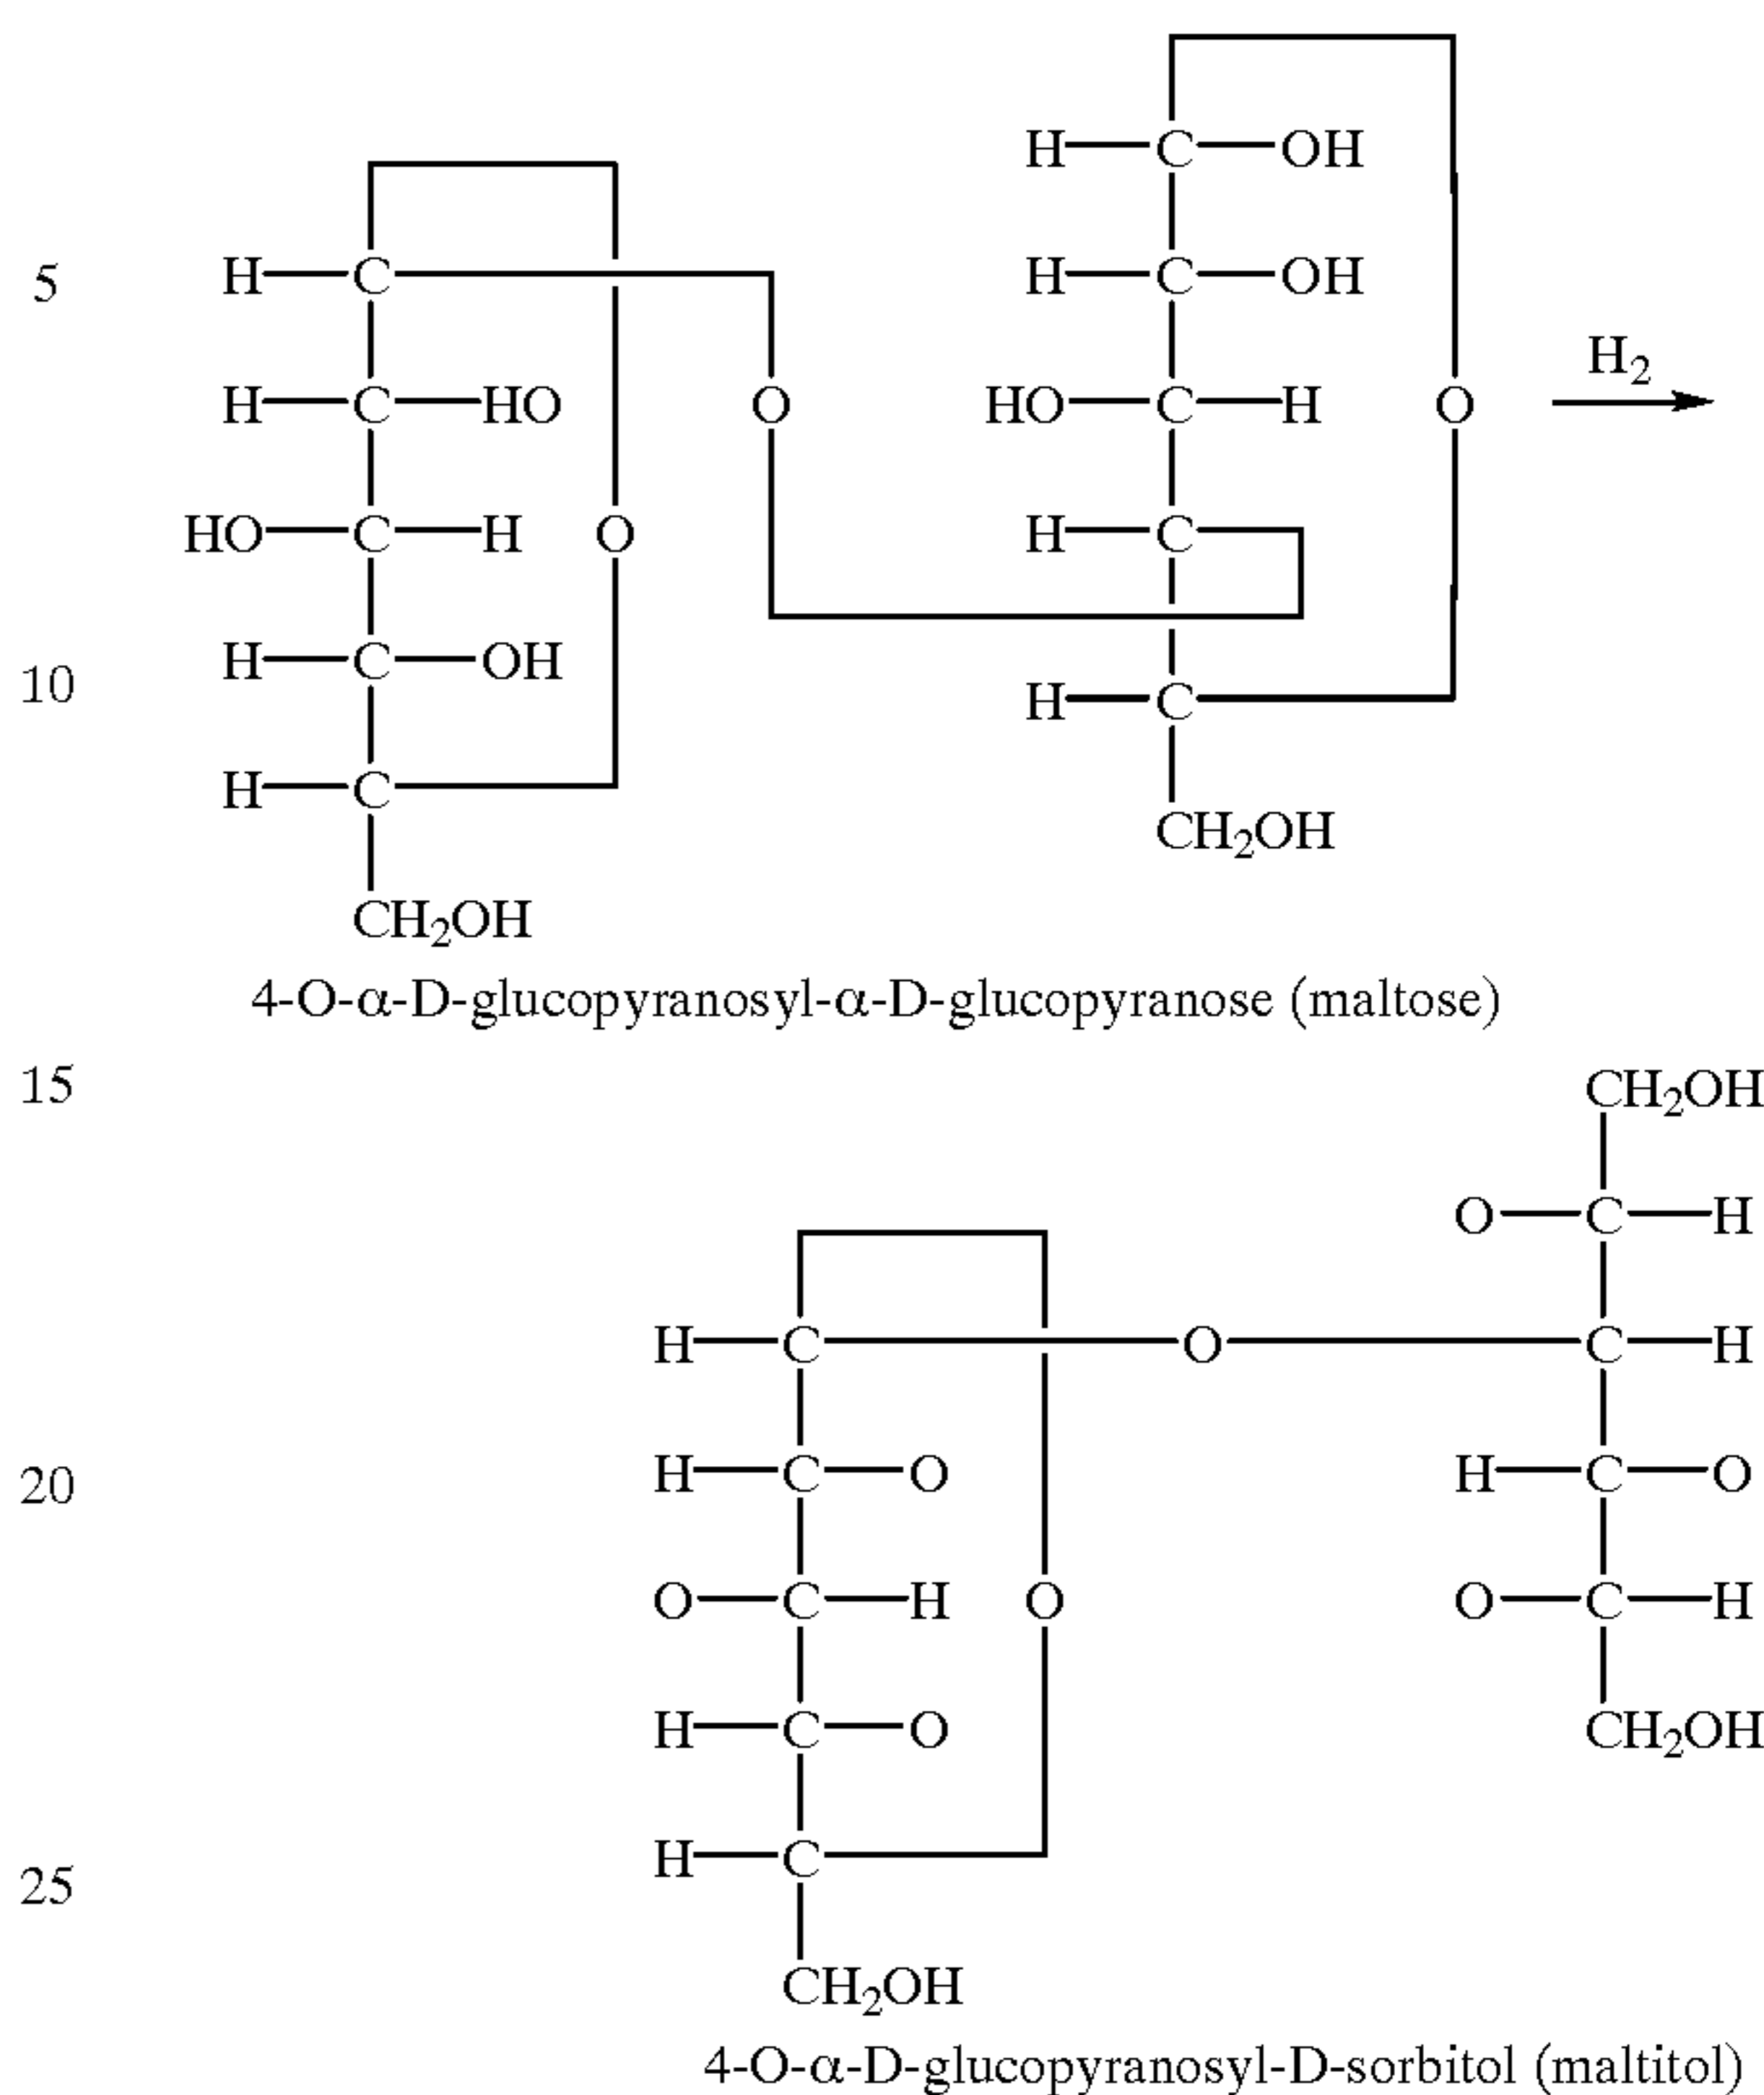 H—C—OH
5 H—C H—C—OH
H—C—HO O HO—C—H O H₂
HO—C—H O H—C
H—C—OH
10 H—C
H—C
CH₂OH
CH₂OH
4-O-α-D-glucopyranosyl-α-D-glucopyranose (maltose)
15 CH₂OH
O—C—H
H—C—O—C—H
20 H—C—O H—C—O
O—C—H O O—C—H
H—C—O CH₂OH
25 H—C
CH₂OH
4-O-α-D-glucopyranosyl-D-sorbitol (maltitol)